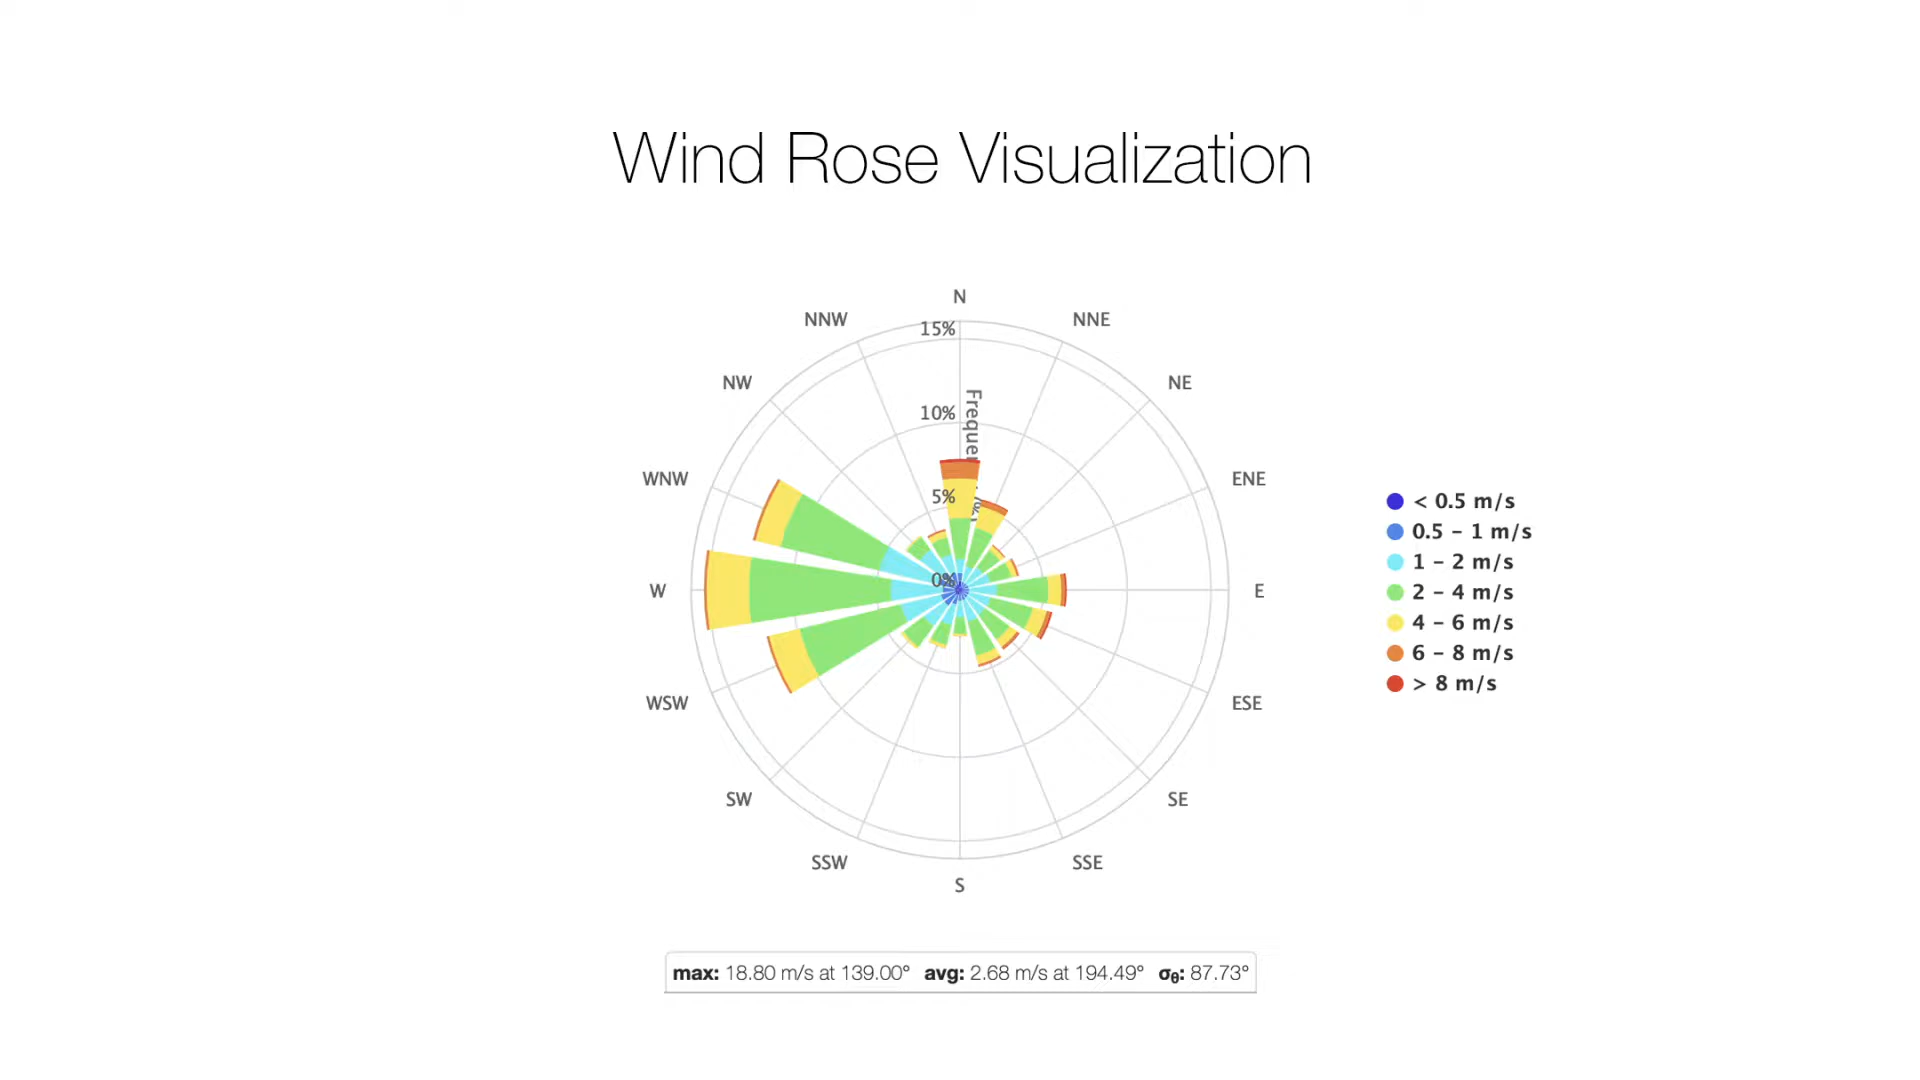 Wind Rose Visualization
N
NNE
NE
ENE
E
ESE
SE
SSE
S
SSW
SW
WSW
W
WNW
NW
NNW
15%
10%
5%
0%
< 0.5 m/s
0.5 – 1 m/s
1 – 2 m/s
2 – 4 m/s
4 – 6 m/s
6 – 8 m/s
> 8 m/s
max: 18.80 m/s at 139.00° avg: 2.68 m/s at 194.49° σθ: 87.73°